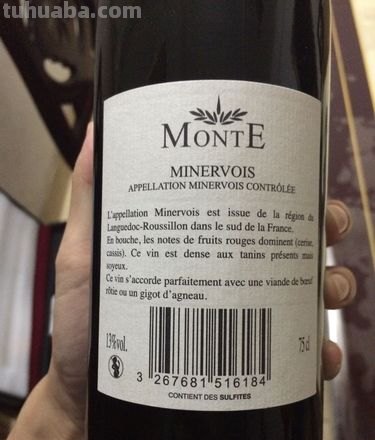 tuhuaba.com
MONTE
MINERVOIS
APPELLATION MINERVOIS CONTRÔLÉE
L'appellation Minervois est issue de la région du
Languedoc-Roussillon dans le sud de la France.
En bouche, les notes de fruits rouges dominent (cerise,
cassis). Ce vin est dense aux tanins présents mais
soyeux.
Ce vin s'accorde parfaitement avec une viande de bœuf
rôtie ou un gigot d'agneau.
13%vol.
75 cl
3 267681 516184
CONTIENT DES SULFITES